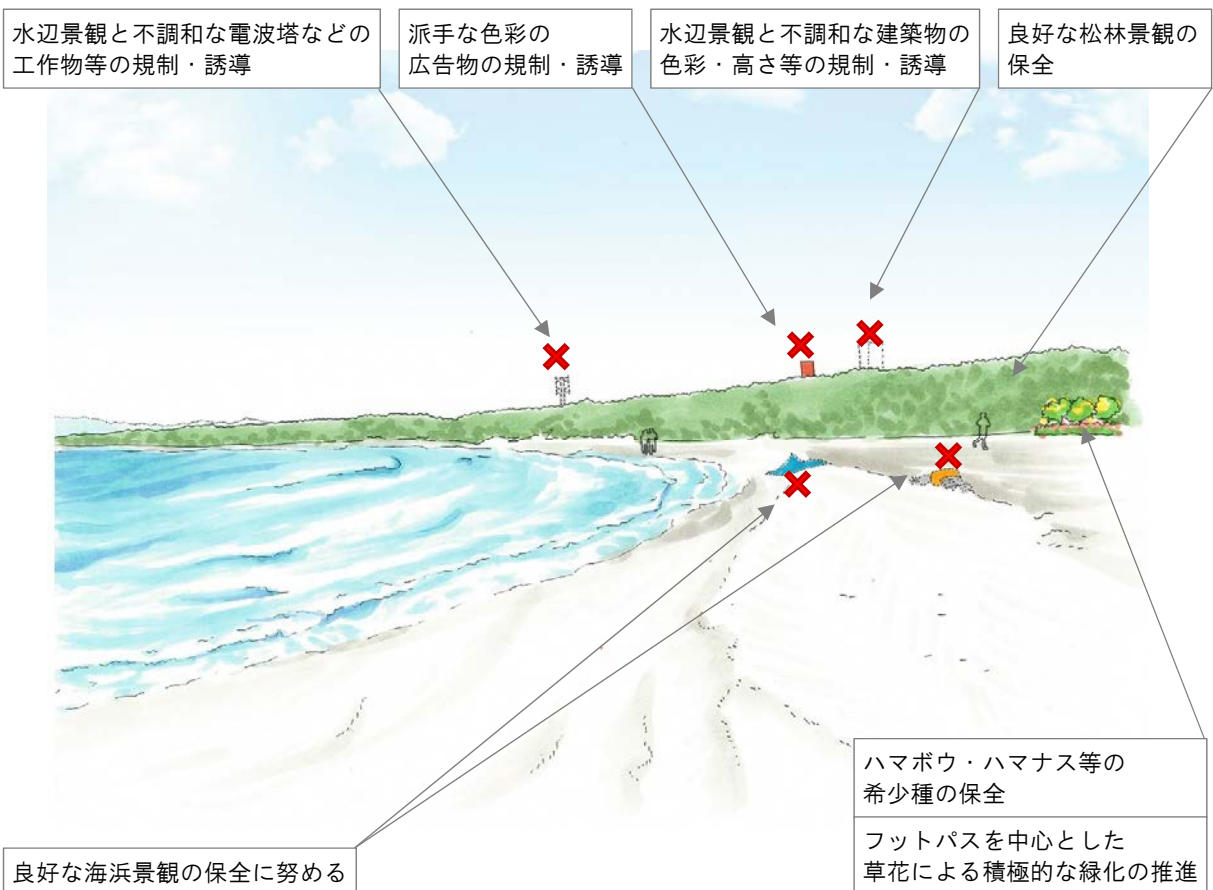 水辺景観と不調和な電波塔などの
工作物等の規制・誘導
派手な色彩の
広告物の規制・誘導
水辺景観と不調和な建築物の
色彩・高さ等の規制・誘導
良好な松林景観の
保全
ハマボウ・ハマナス等の
希少種の保全
フットパスを中心とした
草花による積極的な緑化の推進
良好な海浜景観の保全に努める